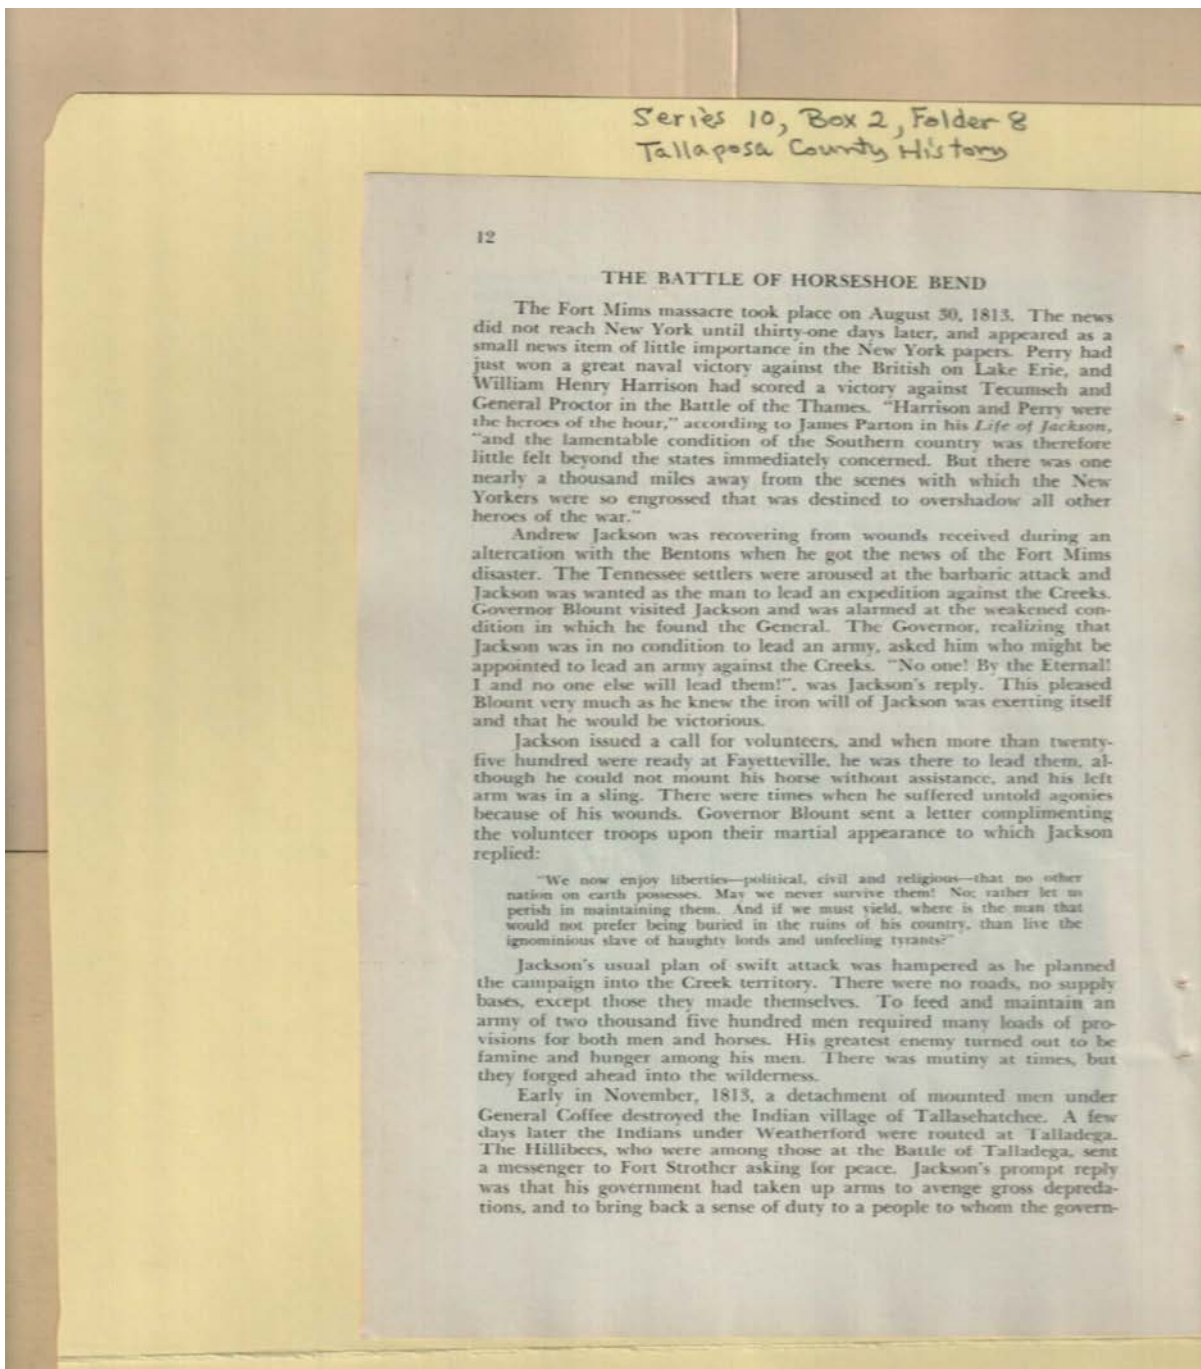 Series 10, Box 2, Folder 8
Tallaposa County History
12
THE BATTLE OF HORSESHOE BEND
The Fort Mims massacre took place on August 30, 1813. The news
did not reach New York until thirty-one days later, and appeared as a
small news item of little importance in the New York papers. Perry had
just won a great naval victory against the British on Lake Erie, and
William Henry Harrison had scored a victory against Tecumseh and
General Proctor in the Battle of the Thames. "Harrison and Perry were
the heroes of the hour," according to James Parton in his Life of Jackson,
"and the lamentable condition of the Southern country was therefore
little felt beyond the states immediately concerned. But there was one
nearly a thousand miles away from the scenes with which the New
Yorkers were so engrossed that was destined to overshadow all other
heroes of the war."
Andrew Jackson was recovering from wounds received during an
altercation with the Bentons when he got the news of the Fort Mims
disaster. The Tennessee settlers were aroused at the barbaric attack and
Jackson was wanted as the man to lead an expedition against the Creeks.
Governor Blount visited Jackson and was alarmed at the weakened con-
dition in which he found the General. The Governor, realizing that
Jackson was in no condition to lead an army, asked him who might be
appointed to lead an army against the Creeks. "No one! By the Eternal!
I and no one else will lead them!", was Jackson's reply. This pleased
Blount very much as he knew the iron will of Jackson was exerting itself
and that he would be victorious.
Jackson issued a call for volunteers, and when more than twenty-
five hundred were ready at Fayetteville, he was there to lead them, al-
though he could not mount his horse without assistance, and his left
arm was in a sling. There were times when he suffered untold agonies
because of his wounds. Governor Blount sent a letter complimenting
the volunteer troops upon their martial appearance to which Jackson
replied:
"We now enjoy liberties—political, civil and religious—that no other
nation on earth possesses. May we never survive them! No; rather let us
perish in maintaining them. And if we must yield, where is the man that
would not prefer being buried in the ruins of his country, than live the
ignominious slave of haughty lords and unfeeling tyrants?"
Jackson's usual plan of swift attack was hampered as he planned
the campaign into the Creek territory. There were no roads, no supply
bases, except those they made themselves. To feed and maintain an
army of two thousand five hundred men required many loads of pro-
visions for both men and horses. His greatest enemy turned out to be
famine and hunger among his men. There was mutiny at times, but
they forged ahead into the wilderness.
Early in November, 1813, a detachment of mounted men under
General Coffee destroyed the Indian village of Tallasehatchee. A few
days later the Indians under Weatherford were routed at Talladega.
The Hillibees, who were among those at the Battle of Talladega, sent
a messenger to Fort Strother asking for peace. Jackson's prompt reply
was that his government had taken up arms to avenge gross depreda-
tions, and to bring back a sense of duty to a people to whom the govern-